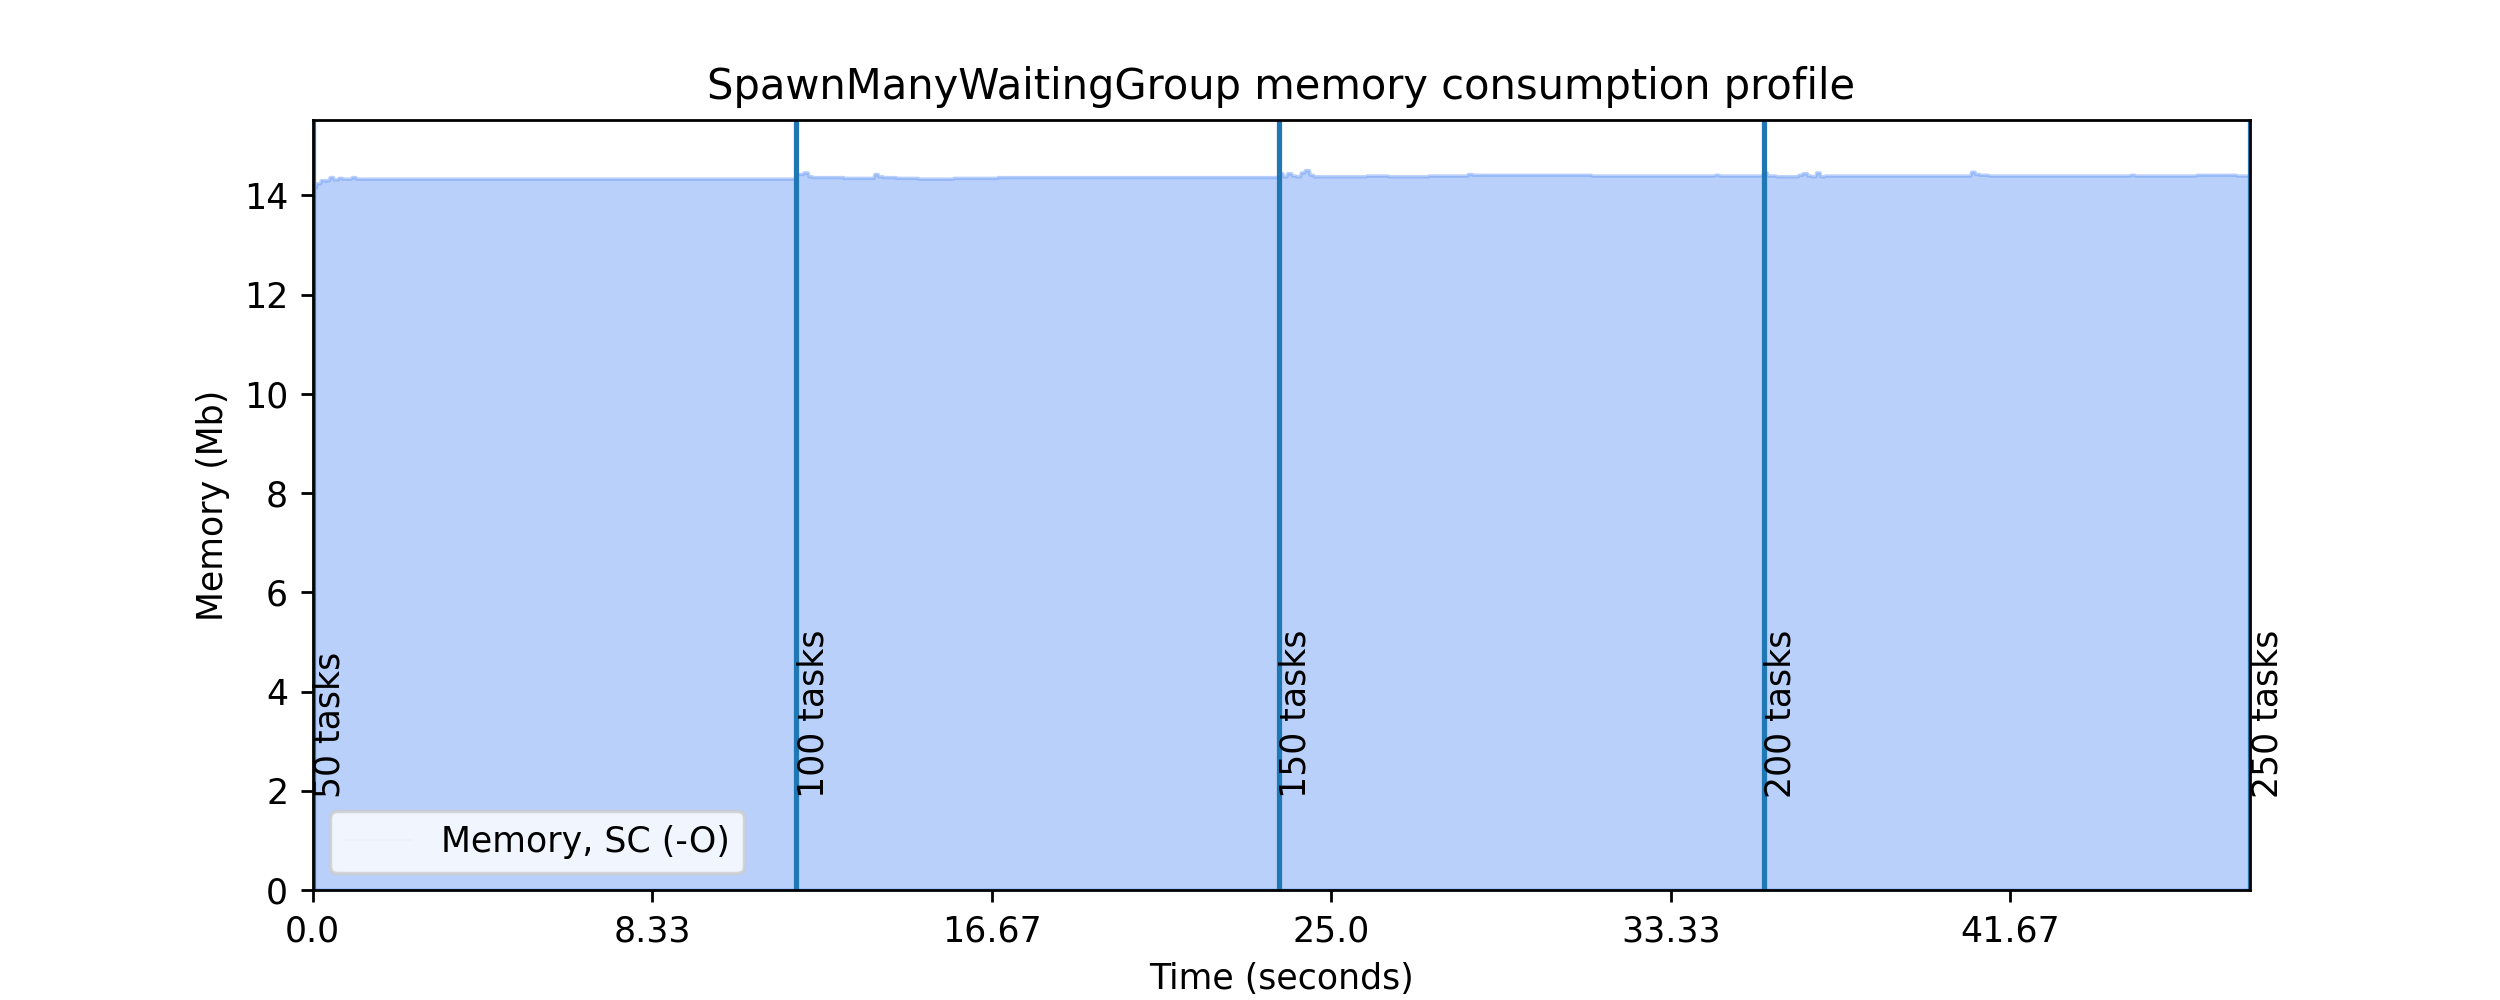 SpawnManyWaitingGroup memory consumption profile
Memory (Mb)
14
12
10
8
6
4
2
0
50 tasks
100 tasks
150 tasks
200 tasks
250 tasks
Memory, SC (-O)
0.0
8.33
16.67
25.0
33.33
41.67
Time (seconds)